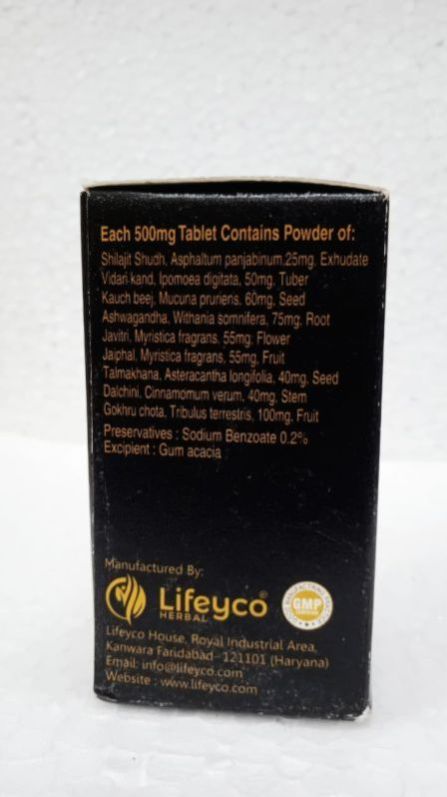 Each 500mg Tablet Contains Powder of:
Shilajit Shudh, Asphaltum panjabinum,25mg, Exhudate
Vidari kand, Ipomoea digitata, 50mg, Tuber
Kauch beej, Mucuna pruriens, 60mg, Seed
Ashwagandha, Withania somnifera, 75mg, Root
Javitri, Myristica fragrans, 55mg, Flower
Jaiphal, Myristica fragrans, 55mg, Fruit
Talmakhana, Asteracantha longifolia, 40mg, Seed
Dalchini, Cinnamomum verum, 40mg, Stem
Gokhru chota, Tribulus terrestris, 100mg, Fruit
Preservatives : Sodium Benzoate 0.2%
Excipient : Gum acacia
Manufactured By:
Lifeyco®
HERBAL
GMP
Lifeyco House, Royal Industrial Area,
Kanwara Faridabad -121101 (Haryana)
Email: info@lifeyco.com
Website : www.lifeyco.com